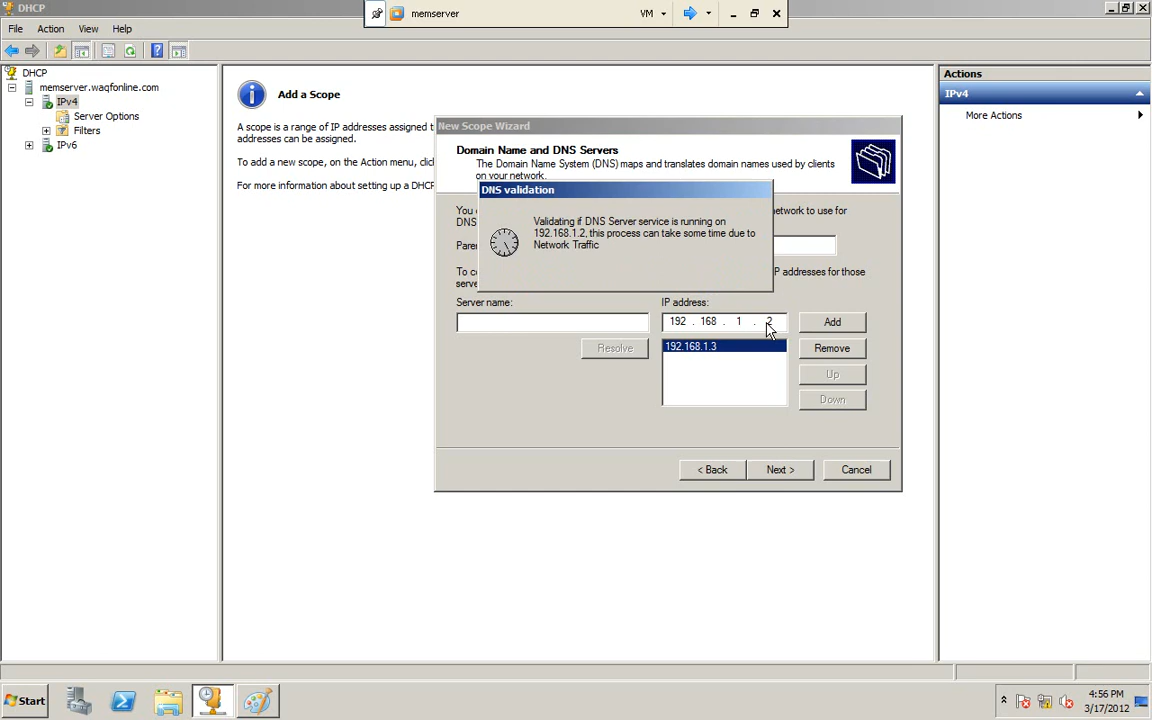 DHCP
memserver
VM
File Action View Help
DHCP
memserver.waqfonline.com
IPv4
Server Options
Filters
IPv6
Add a Scope
A scope is a range of IP addresses assigned t
addresses can be assigned.
To add a new scope, on the Action menu, clic
For more information about setting up a DHCP
New Scope Wizard
Domain Name and DNS Servers
The Domain Name System (DNS) maps and translates domain names used by clients
on your network.
DNS validation
Validating if DNS Server service is running on
192.168.1.2, this process can take some time due to
Network Traffic
You
etwork to use for
DNS
Pare
To c
P addresses for those
serve
Server name:
IP address:
192 . 168 . 1 . 2
Add
Resolve
192.168.1.3
Remove
Up
Down
< Back
Next >
Cancel
Actions
IPv4
More Actions
Start
4:56 PM
3/17/2012